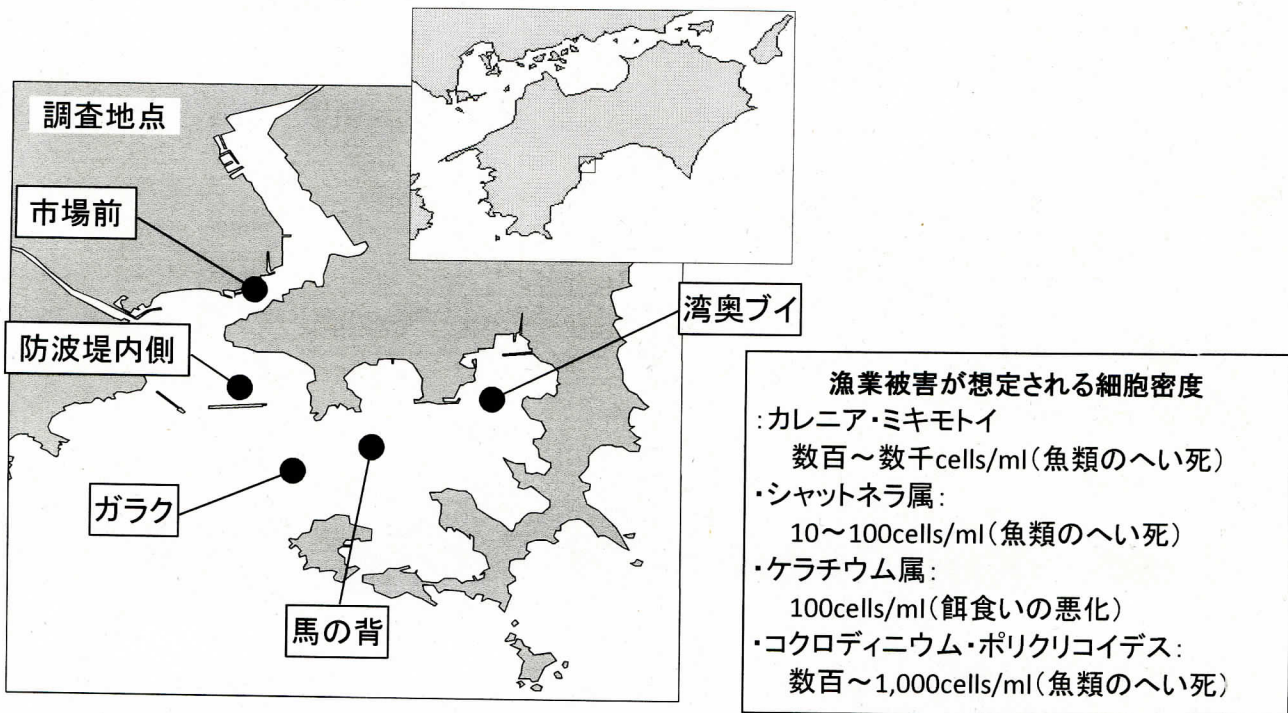 調査地点
市場前
防波堤内側
ガラク
馬の背
湾奥ブイ
漁業被害が想定される細胞密度
:カレニア・ミキモトイ
数百～数千cells/ml(魚類のへい死)
・シャットネラ属:
10～100cells/ml(魚類のへい死)
・ケラチウム属:
100cells/ml(餌食いの悪化)
・コクロディニウム・ポリクリコイデス:
数百～1,000cells/ml(魚類のへい死)